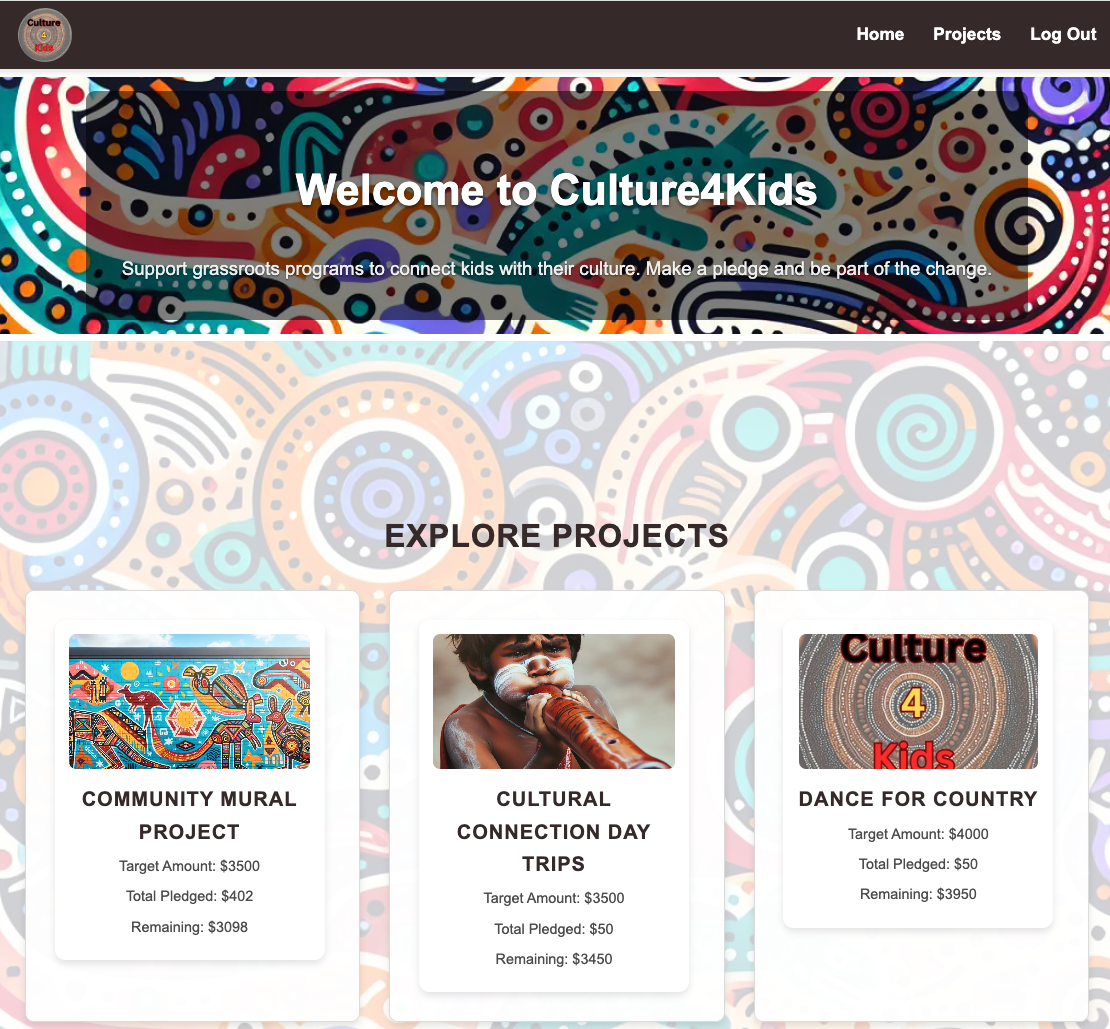 Culture
4
Kids
Home Projects Log Out
Welcome to Culture4Kids
Support grassroots programs to connect kids with their culture. Make a pledge and be part of the change.
EXPLORE PROJECTS
COMMUNITY MURAL
PROJECT
Target Amount: $3500
Total Pledged: $402
Remaining: $3098
CULTURAL
CONNECTION DAY
TRIPS
Target Amount: $3500
Total Pledged: $50
Remaining: $3450
Culture
4
Kids
DANCE FOR COUNTRY
Target Amount: $4000
Total Pledged: $50
Remaining: $3950